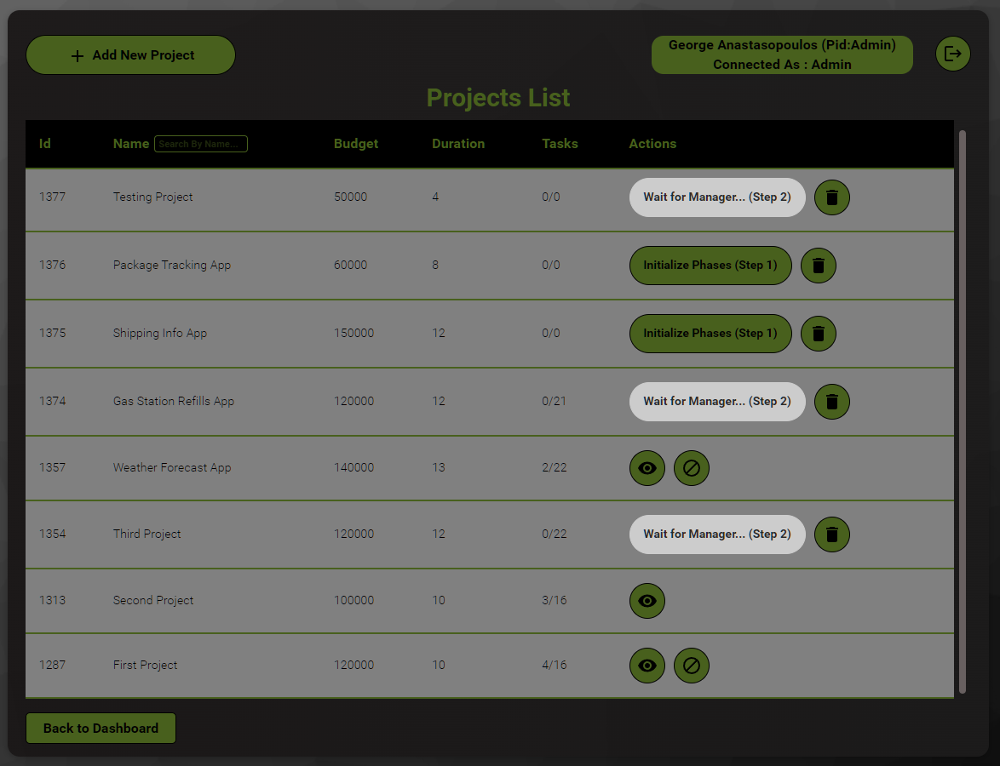 Add New Project
George Anastasopoulos (Pid:Admin)
Connected As : Admin
Projects List
Id Name Search By Name... Budget Duration Tasks Actions
1377 Testing Project 50000 4 0/0 Wait for Manager... (Step 2)
1376 Package Tracking App 60000 8 0/0 Initialize Phases (Step 1)
1375 Shipping Info App 150000 12 0/0 Initialize Phases (Step 1)
1374 Gas Station Refills App 120000 12 0/21 Wait for Manager... (Step 2)
1357 Weather Forecast App 140000 13 2/22
1354 Third Project 120000 12 0/22 Wait for Manager... (Step 2)
1313 Second Project 100000 10 3/16
1287 First Project 120000 10 4/16
Back to Dashboard